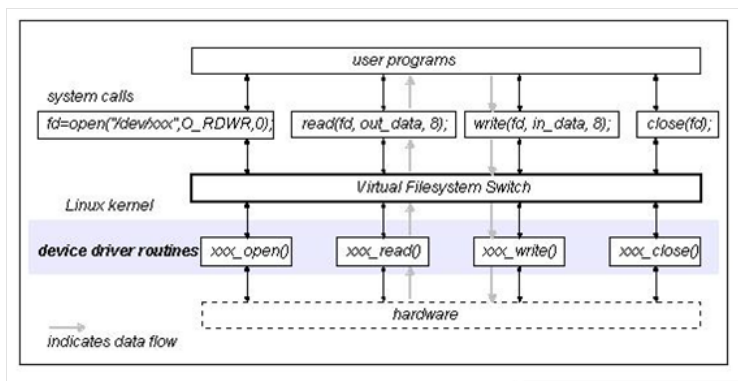 user programs
system calls
fd=open("/dev/xxx",O_RDWR,0);
read(fd, out_data, 8);
write(fd, in_data, 8);
close(fd);
Virtual Filesystem Switch
Linux kernel
device driver routines
xxx_open()
xxx_read()
xxx_write()
xxx_close()
hardware
indicates data flow